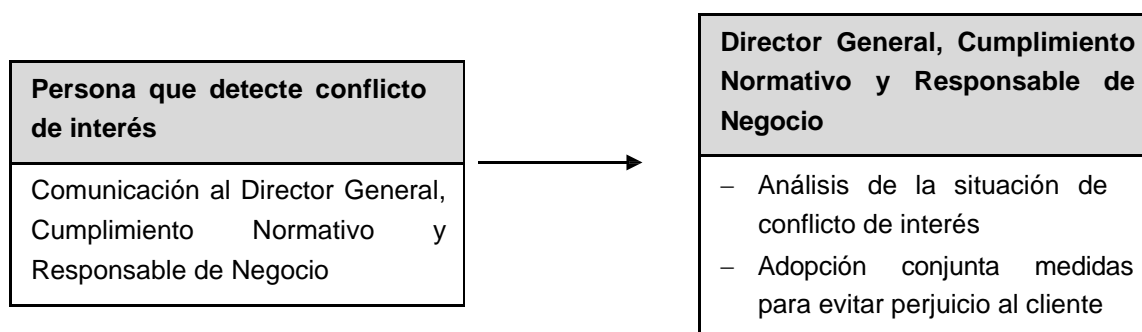 Persona que detecte conflicto
de interés
Comunicación al Director General,
Cumplimiento Normativo y
Responsable de Negocio
Director General, Cumplimiento
Normativo y Responsable de
Negocio
– Análisis de la situación de
conflicto de interés
– Adopción conjunta medidas
para evitar perjuicio al cliente